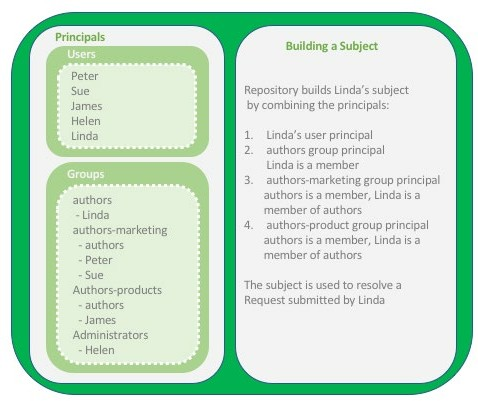 Principals
Users
Peter
Sue
James
Helen
Linda
Groups
authors
- Linda
authors-marketing
- authors
- Peter
- Sue
Authors-products
- authors
- James
Administrators
- Helen
Building a Subject
Repository builds Linda's subject
by combining the principals:
1. Linda's user principal
2. authors group principal
Linda is a member
3. authors-marketing group principal
authors is a member, Linda is a
member of authors
4. authors-product group principal
authors is a member, Linda is a
member of authors
The subject is used to resolve a
Request submitted by Linda